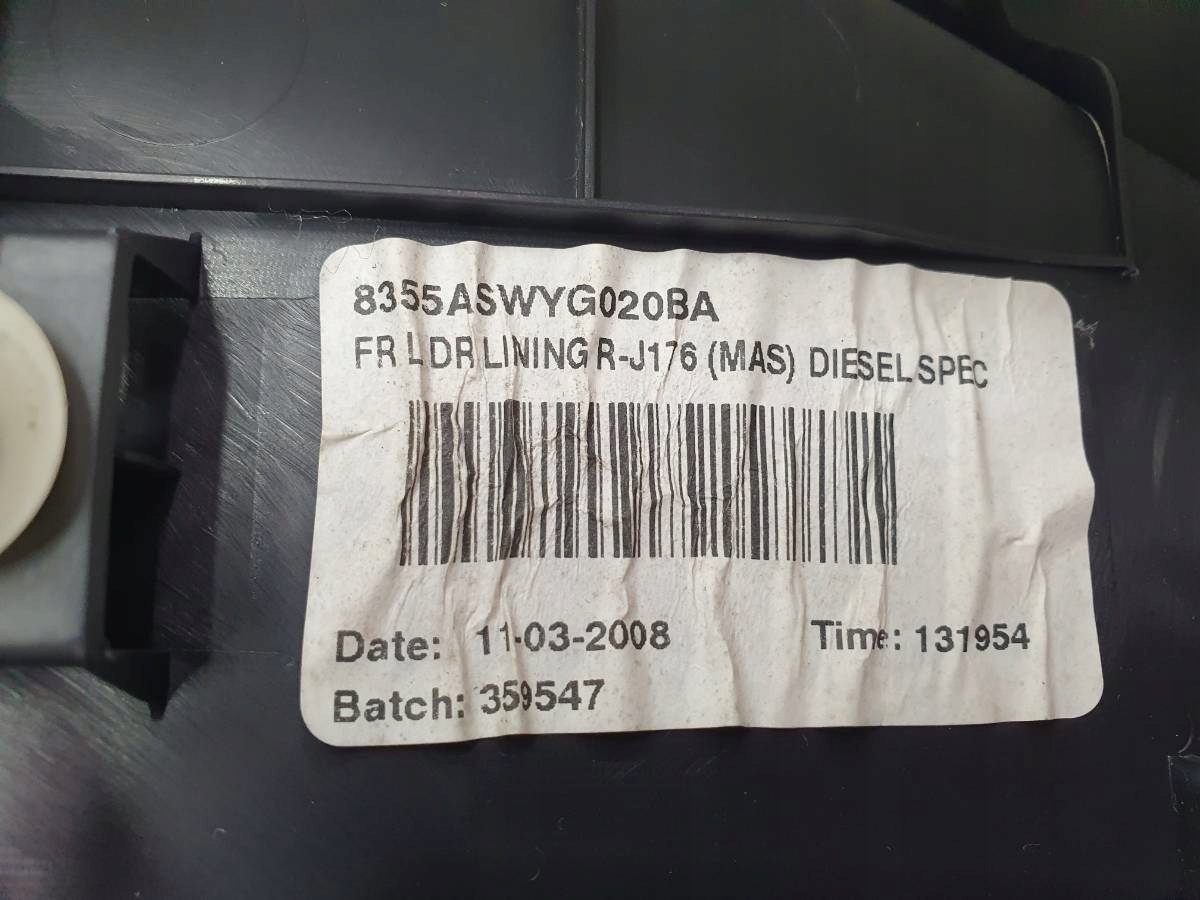 8355ASWYG020BA
FR L DR LINING R-J176 (MAS) DIESEL SPEC
Date: 11-03-2008 Time: 131954
Batch: 359547